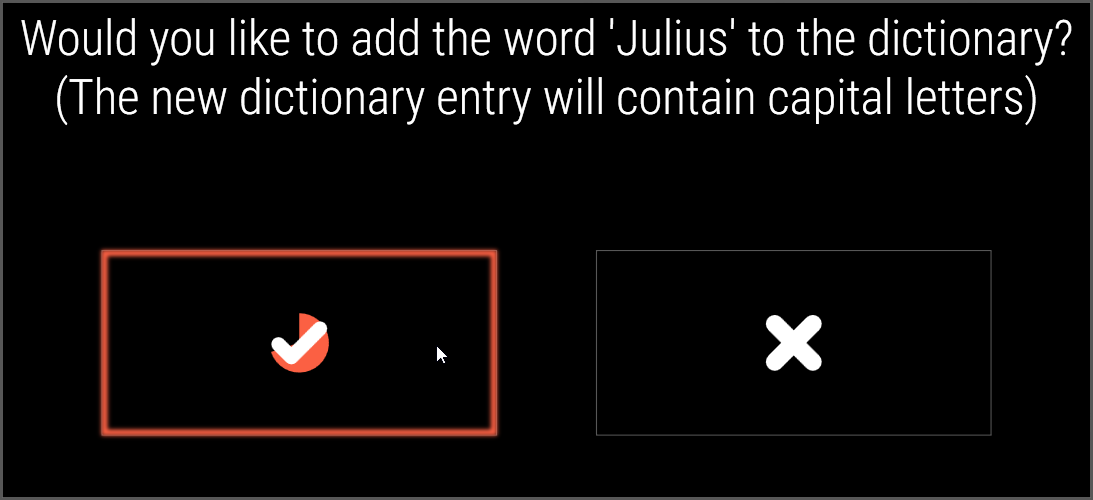 Would you like to add the word 'Julius' to the dictionary?
(The new dictionary entry will contain capital letters)